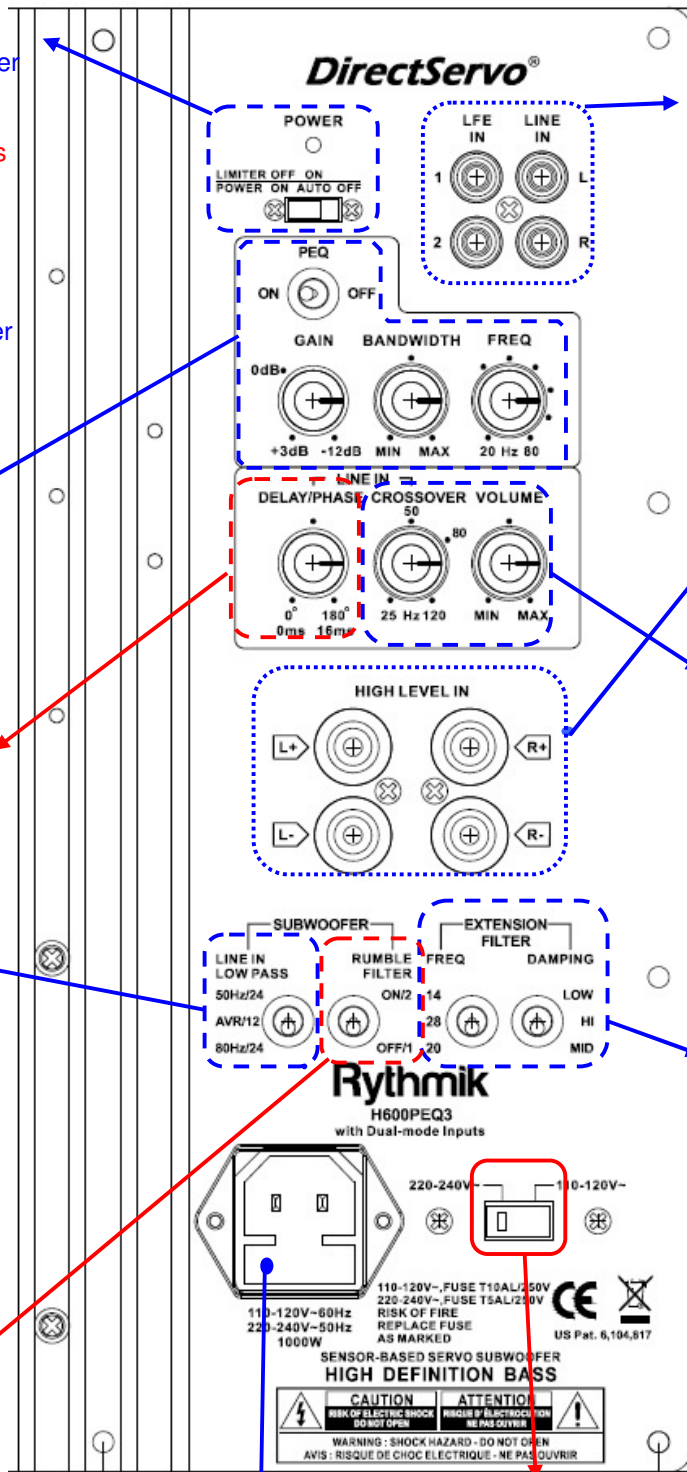 er
s
er
DirectServo®
POWER
LIMITER OFF ON
POWER ON AUTO OFF
LFE IN LINE IN
1 L
2 R
PEQ
ON OFF
GAIN BANDWIDTH FREQ
0dB
+3dB -12dB MIN MAX 20 Hz 80
LINE IN
DELAY/PHASE CROSSOVER VOLUME
50
80
0° 180° 25 Hz 120 MIN MAX
0ms 16ms
HIGH LEVEL IN
L+ R+
L- R-
SUBWOOFER EXTENSION
FILTER
LINE IN RUMBLE FREQ DAMPING
LOW PASS FILTER
50Hz/24 ON/2 14 LOW
AVR/12 28 HI
80Hz/24 OFF/1 20 MID
Rythmik
H600PEQ3
with Dual-mode Inputs
220-240V~ 110-120V~
110-120V~60Hz
220-240V~50Hz
1000W
110-120V~,FUSE T10AL/250V
220-240V~,FUSE T5AL/250V
RISK OF FIRE
REPLACE FUSE
AS MARKED
CE
US Pat. 6,104,817
SENSOR-BASED SERVO SUBWOOFER
HIGH DEFINITION BASS
CAUTION ATTENTION
RISK OF ELECTRIC SHOCK RISQUE D'ÉLECTROCUTION
DO NOT OPEN NE PAS OUVRIR
WARNING : SHOCK HAZARD - DO NOT OPEN
AVIS : RISQUE DE CHOC ELECTRIQUE - NE PAS OUVRIR